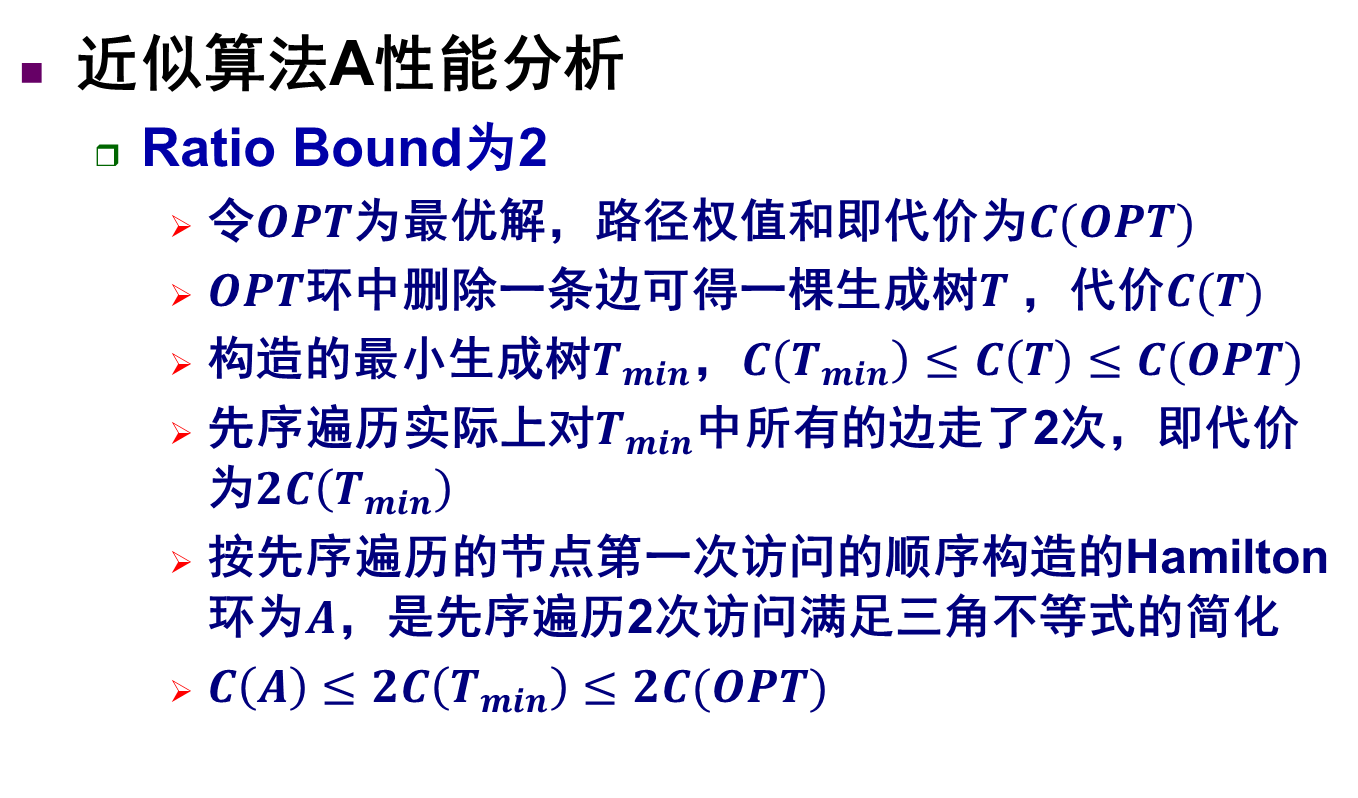 近似算法A性能分析
Ratio Bound为2
令OPT为最优解，路径权值和即代价为C(OPT)
OPT环中删除一条边可得一棵生成树T ，代价C(T)
构造的最小生成树T_min，C(T_min) ≤ C(T) ≤ C(OPT)
先序遍历实际上对T_min中所有的边走了2次，即代价
为2C(T_min)
按先序遍历的节点第一次访问的顺序构造的Hamilton
环为A，是先序遍历2次访问满足三角不等式的简化
C(A) ≤ 2C(T_min) ≤ 2C(OPT)